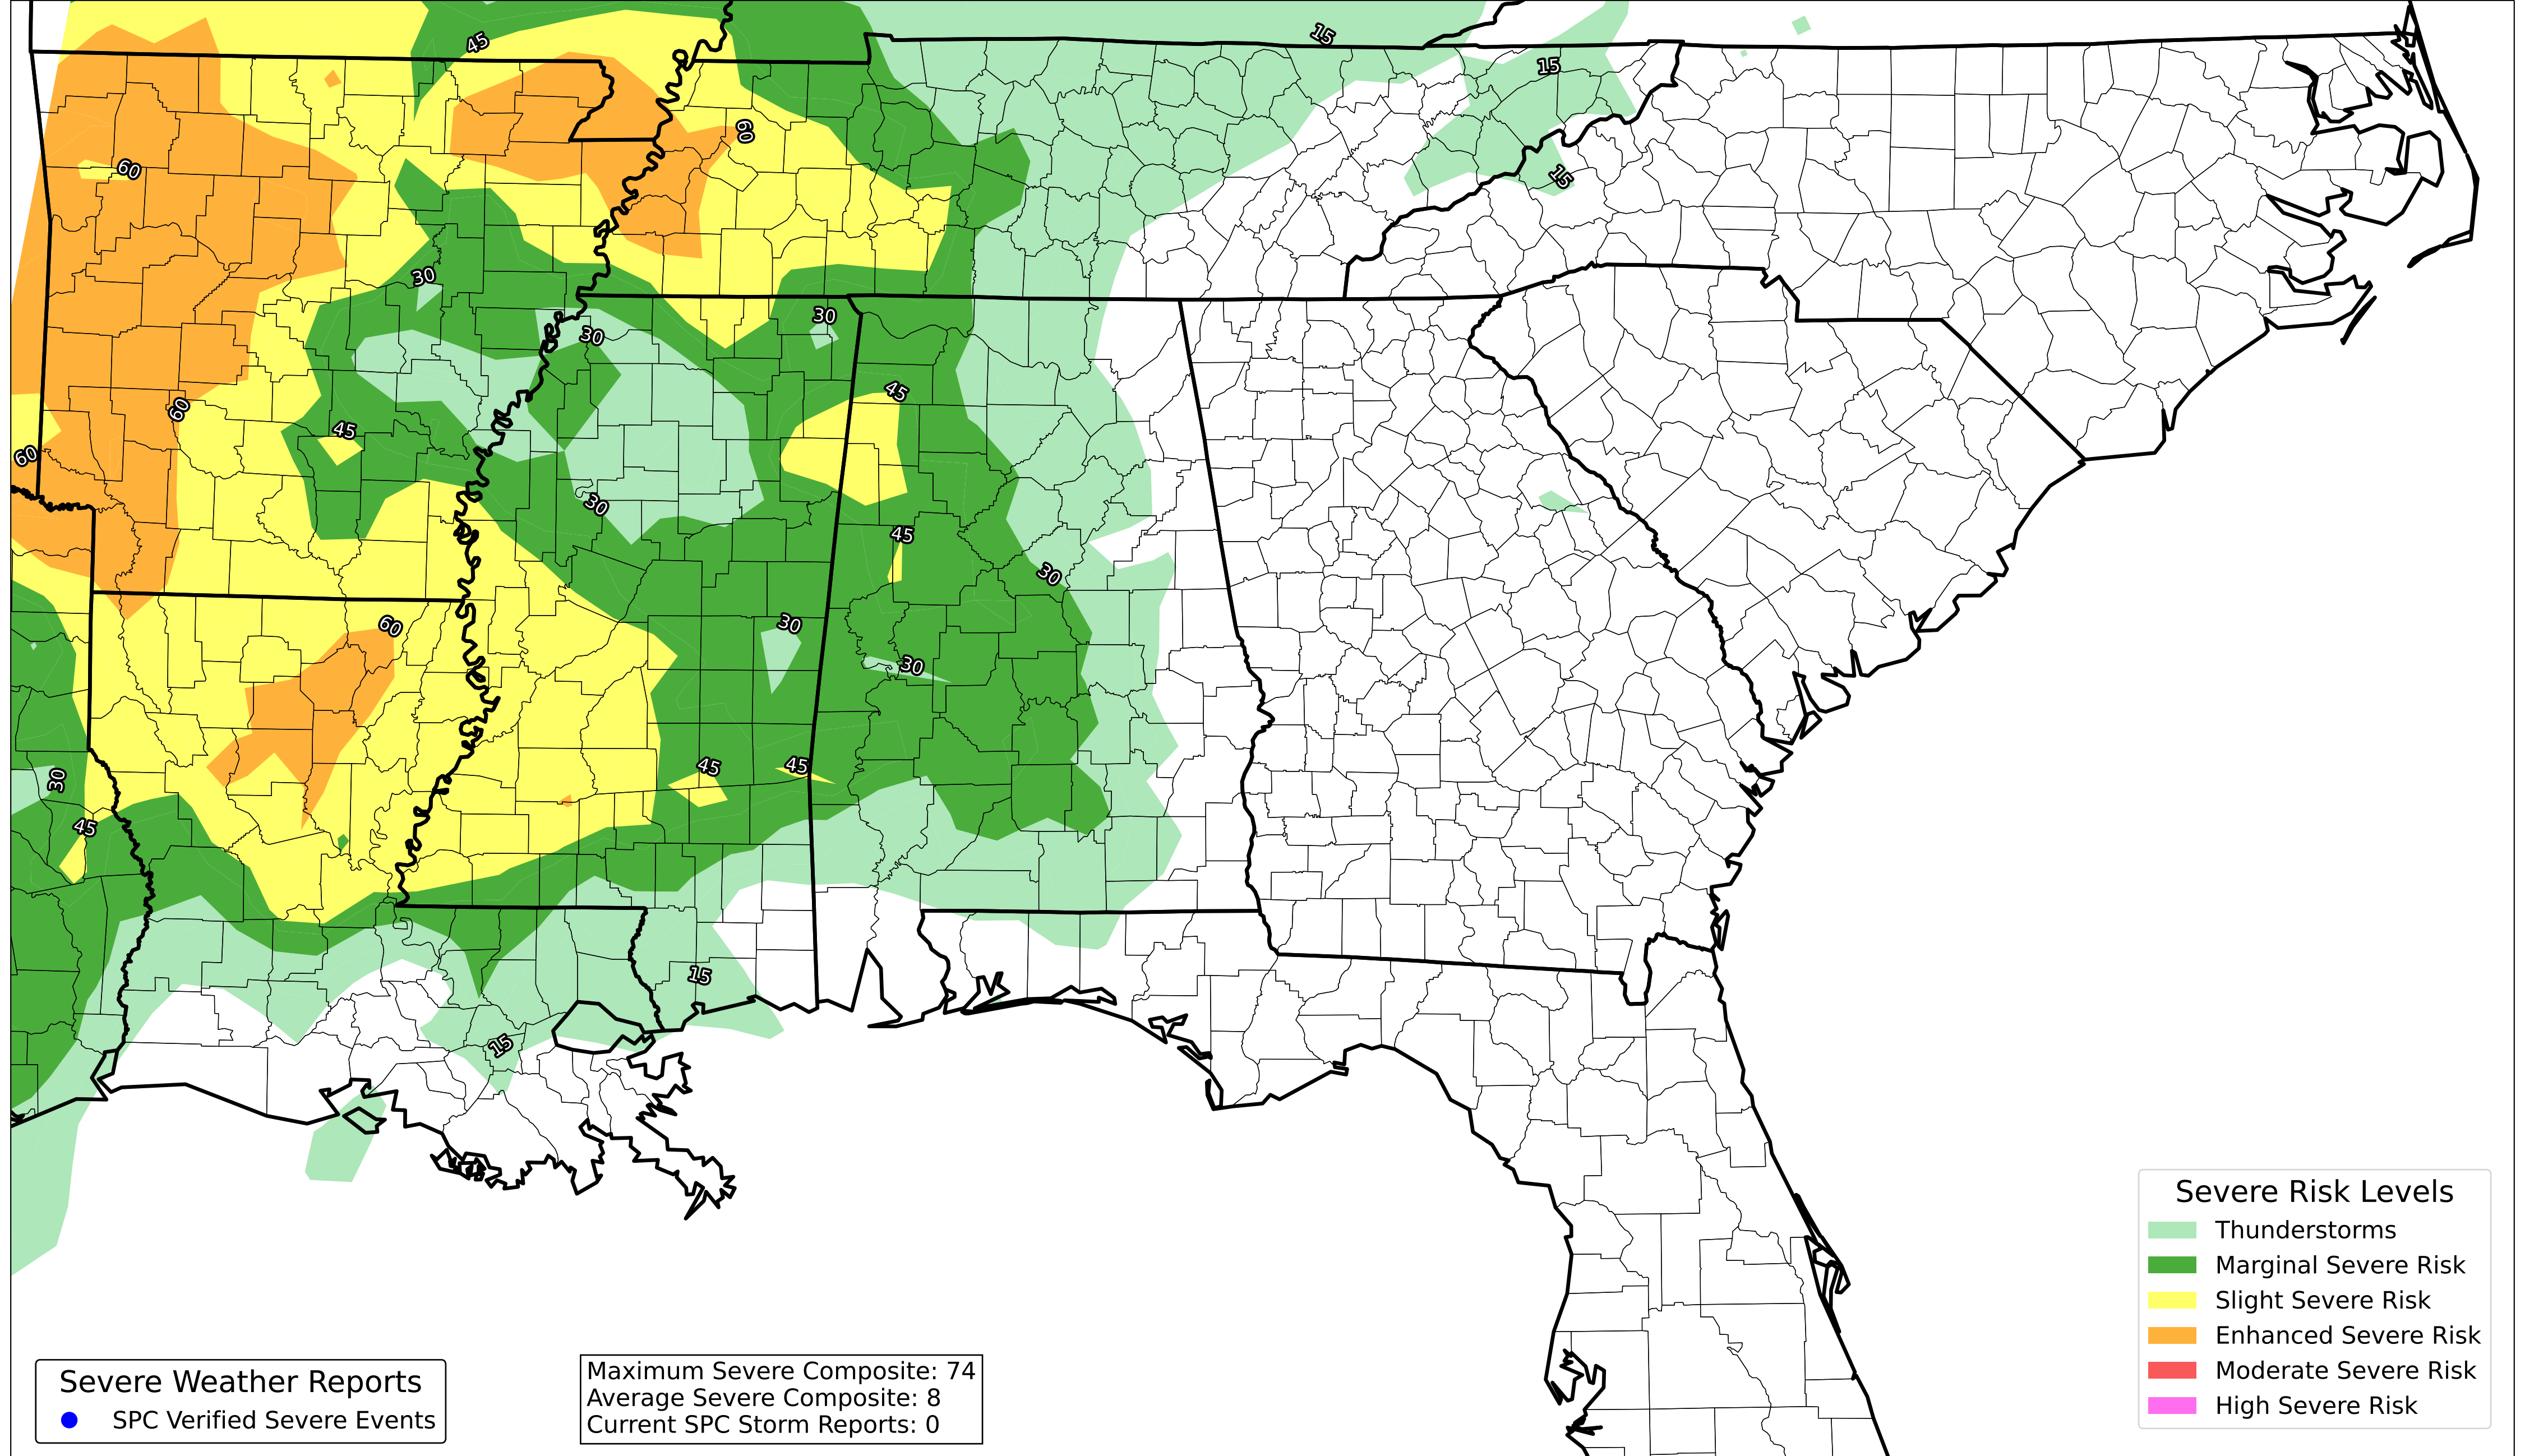 45
15
15
60
60
15
30
30
30
45
60
45
60
30
45
30
30
60
30
45
45
30
45
15
15
Severe Risk Levels
Thunderstorms
Marginal Severe Risk
Slight Severe Risk
Enhanced Severe Risk
Moderate Severe Risk
High Severe Risk
Severe Weather Reports
SPC Verified Severe Events
Maximum Severe Composite: 74
Average Severe Composite: 8
Current SPC Storm Reports: 0